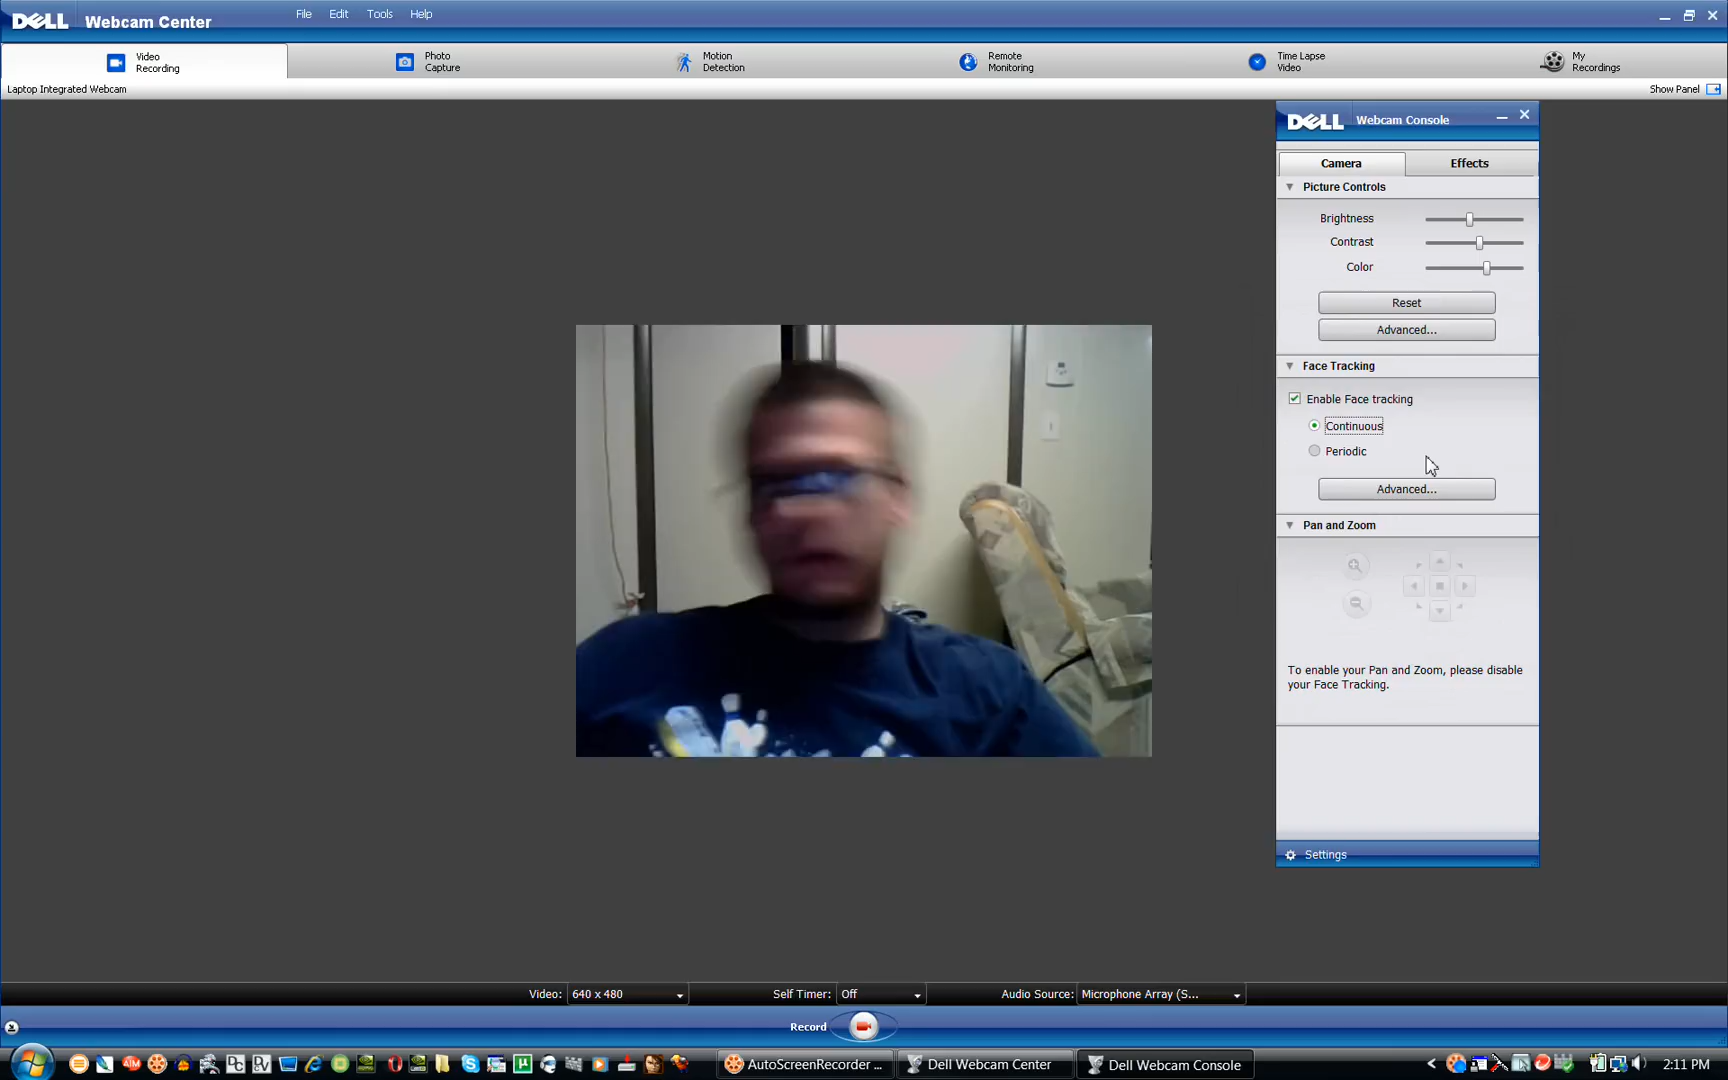 DELL Webcam Center
File Edit Tools Help
Video
Recording
Photo
Capture
Motion
Detection
Remote
Monitoring
Time Lapse
Video
My
Recordings
Laptop Integrated Webcam
Show Panel
DELL Webcam Console
Camera Effects
Picture Controls
Brightness
Contrast
Color
Reset
Advanced...
Face Tracking
Enable Face tracking
Continuous
Periodic
Advanced...
Pan and Zoom
To enable your Pan and Zoom, please disable
your Face Tracking.
Settings
Video: 640 x 480 Self Timer: Off Audio Source: Microphone Array (S...
Record
AutoScreenRecorder ... Dell Webcam Center Dell Webcam Console 2:11 PM